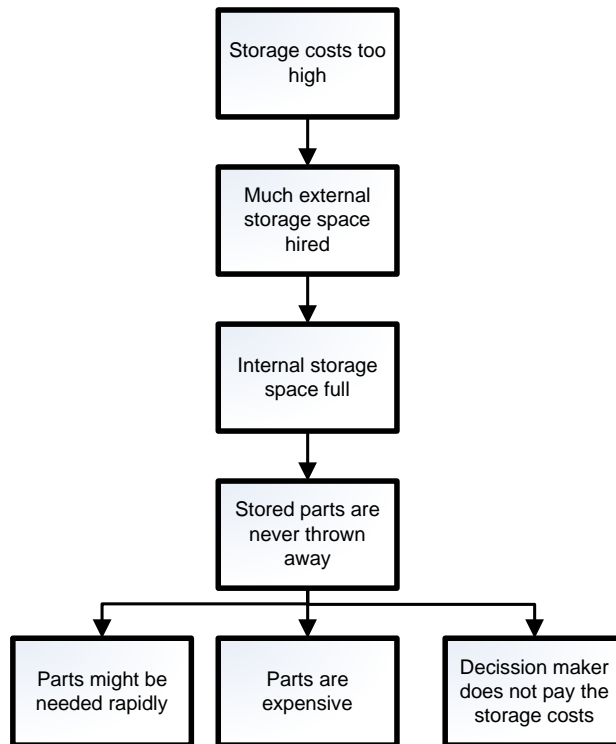 Storage costs too
high
Much external
storage space
hired
Internal storage
space full
Stored parts are
never thrown
away
Parts might be
needed rapidly
Parts are
expensive
Decission maker
does not pay the
storage costs